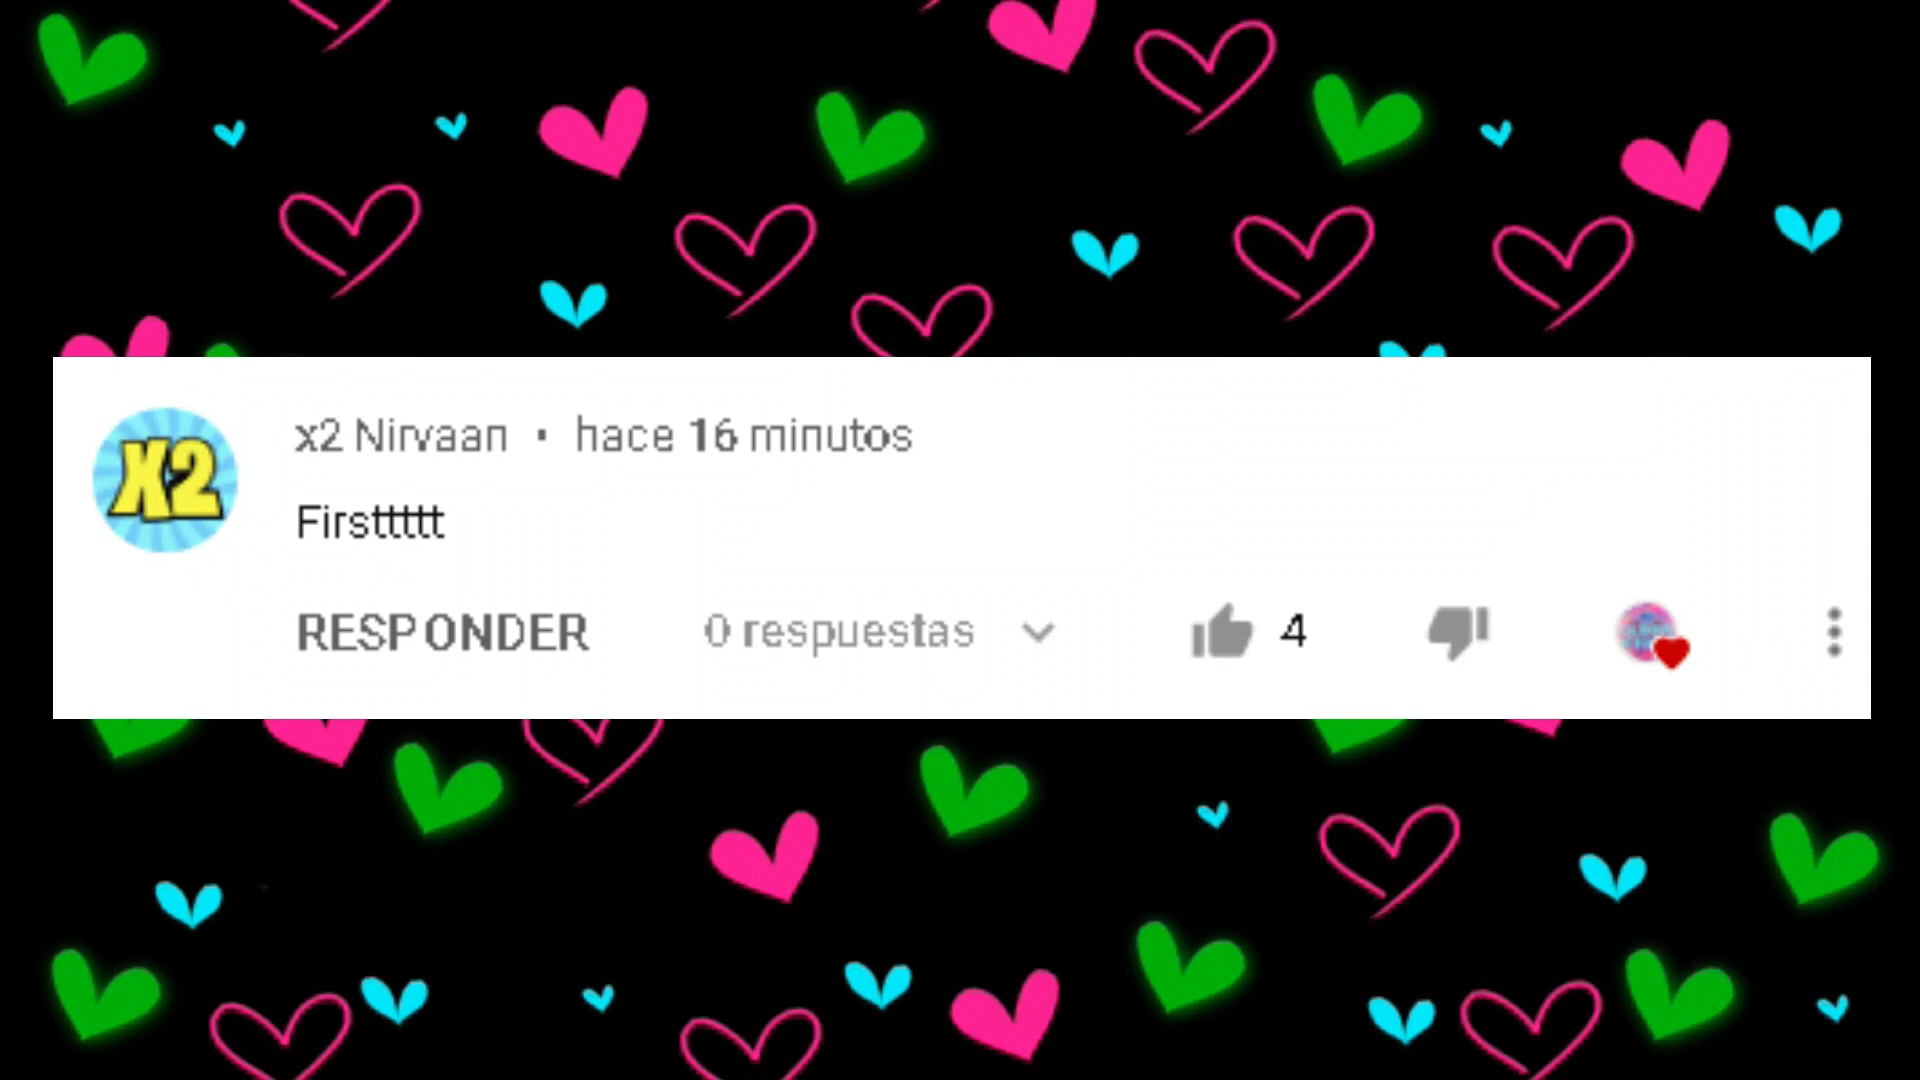 X2
x2 Nirvaan · hace 16 minutos
Firsttttt
RESPONDER 0 respuestas 4